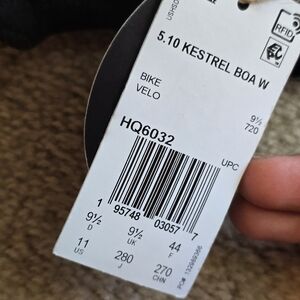 RFID
5.10 KESTREL BOA W
BIKE
VELO
9½
720
HQ6032
UPC
1 95748 03057 7
9½ 9½ 44
D UK F
11 280 270
US J CHN